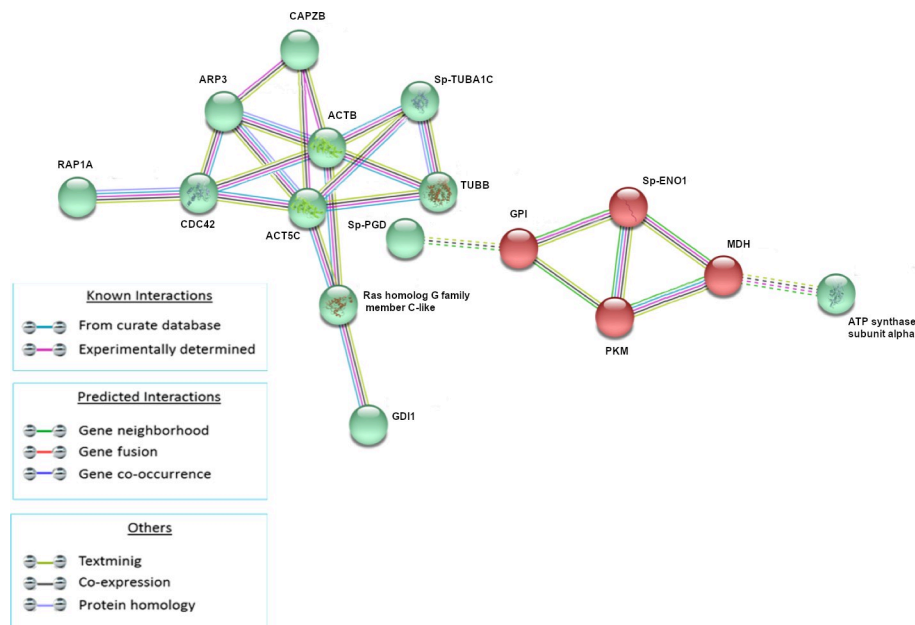 CAPZB
ARP3
Sp-TUBA1C
ACTB
RAP1A
TUBB
Sp-ENO1
CDC42
ACT5C
Sp-PGD
GPI
MDH
Ras homolog G family
member C-like
ATP synthase
subunit alpha
PKM
GDI1
Known Interactions
From curate database
Experimentally determined
Predicted Interactions
Gene neighborhood
Gene fusion
Gene co-occurrence
Others
Textminig
Co-expression
Protein homology